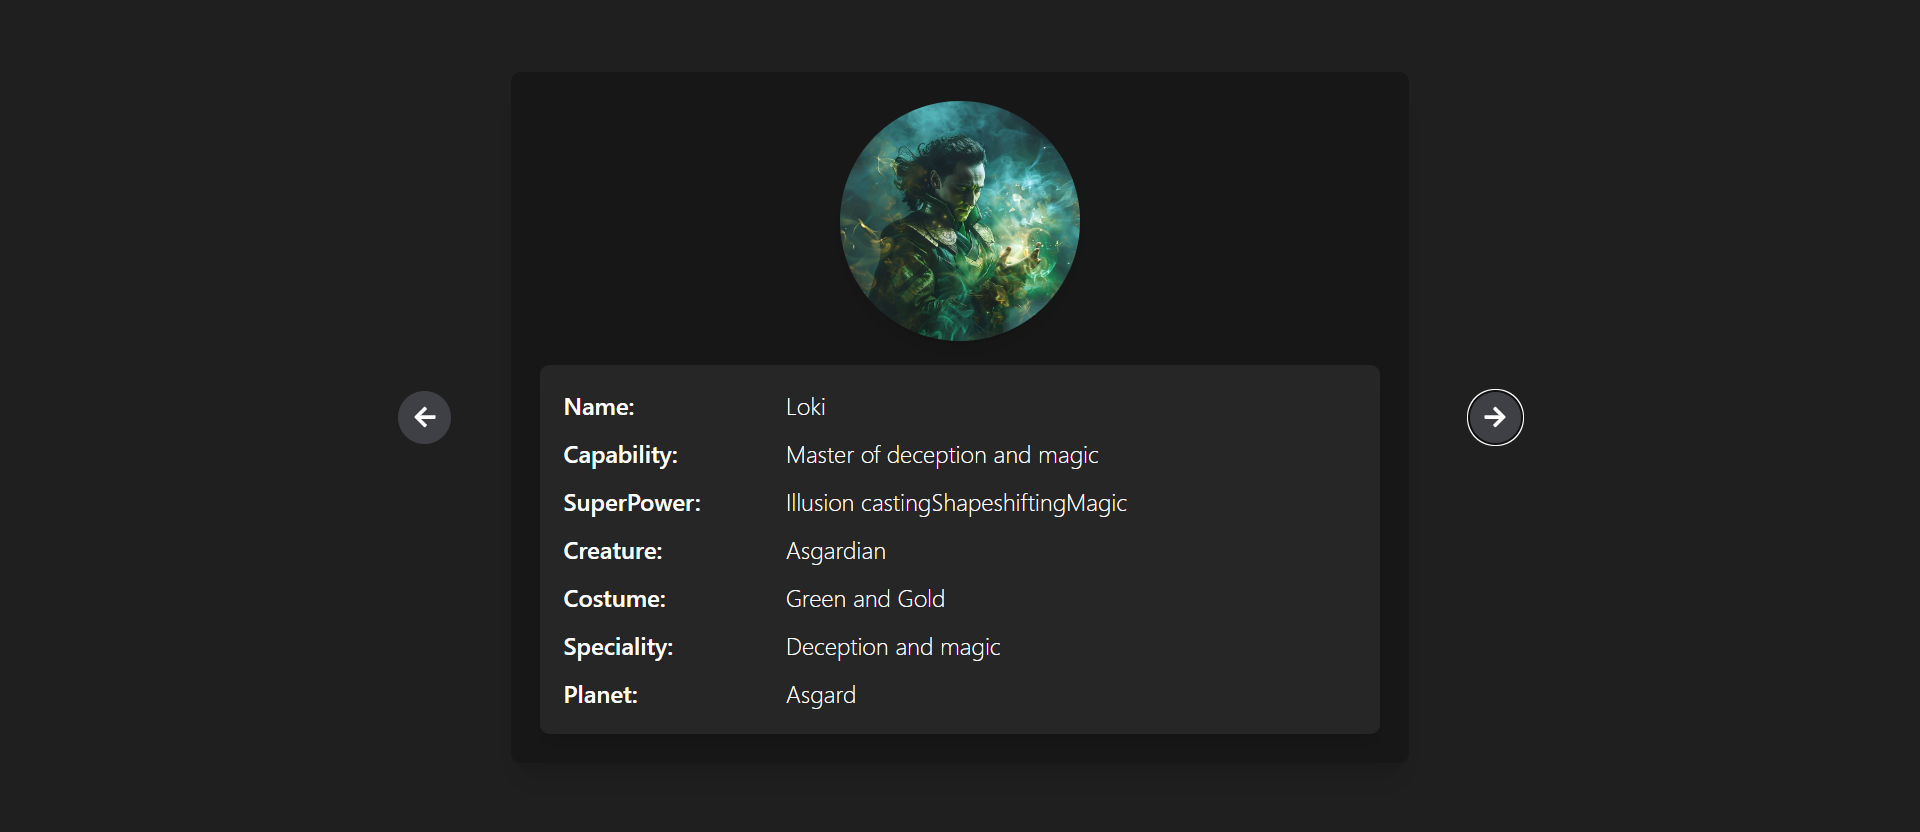 Name: Loki
Capability: Master of deception and magic
SuperPower: Illusion castingShapeshiftingMagic
Creature: Asgardian
Costume: Green and Gold
Speciality: Deception and magic
Planet: Asgard